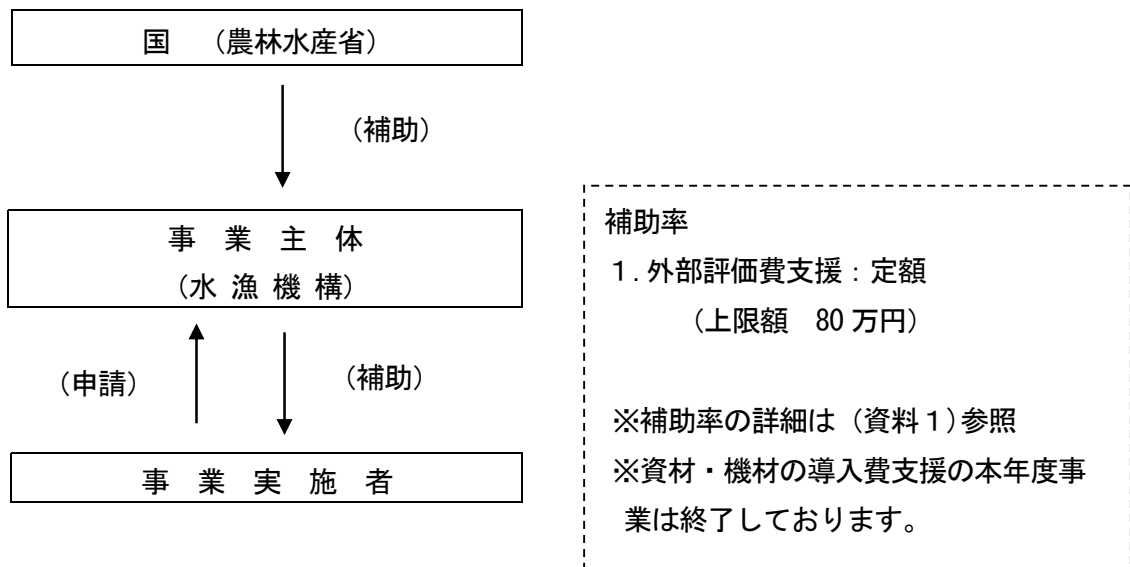 国 （農林水産省）
（補助）
事 業 主 体
（水 漁 機 構）
（申請）
（補助）
事 業 実 施 者
補助率
１．外部評価費支援：定額
（上限額 80 万円）
※補助率の詳細は（資料１）参照
※資材・機材の導入費支援の本年度事
業は終了しております。